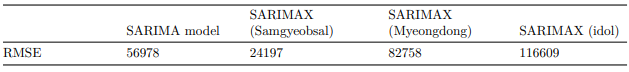 SARIMA model
SARIMAX
(Samgyeobsal)
SARIMAX
(Myeongdong)
SARIMAX (idol)
RMSE 56978 24197 82758 116609